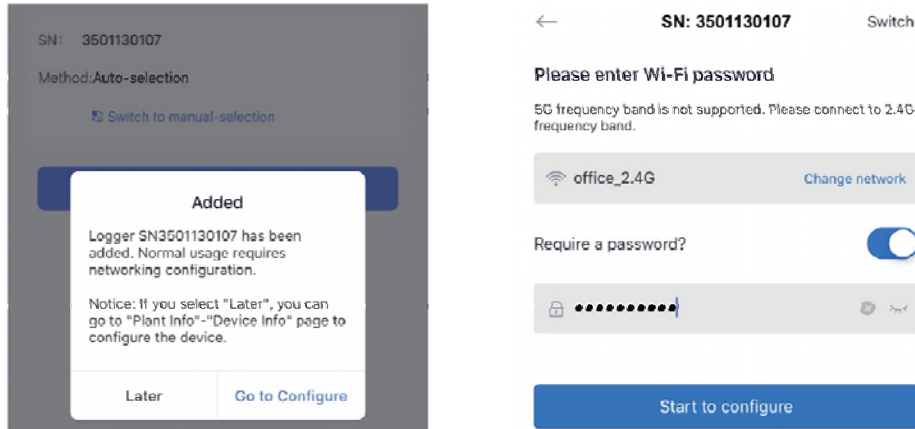 SN: 3501130107
Method:Auto-selection
Switch to manual-selection
Added
Logger SN3501130107 has been
added. Normal usage requires
networking configuration.
Notice: If you select "Later", you can
go to "Plant Info"-"Device Info" page to
configure the device.
Later Go to Configure
← SN: 3501130107 Switch
Please enter Wi-Fi password
5G frequency band is not supported. Please connect to 2.4G
frequency band.
office_2.4G Change network
Require a password?
••••••••••
Start to configure